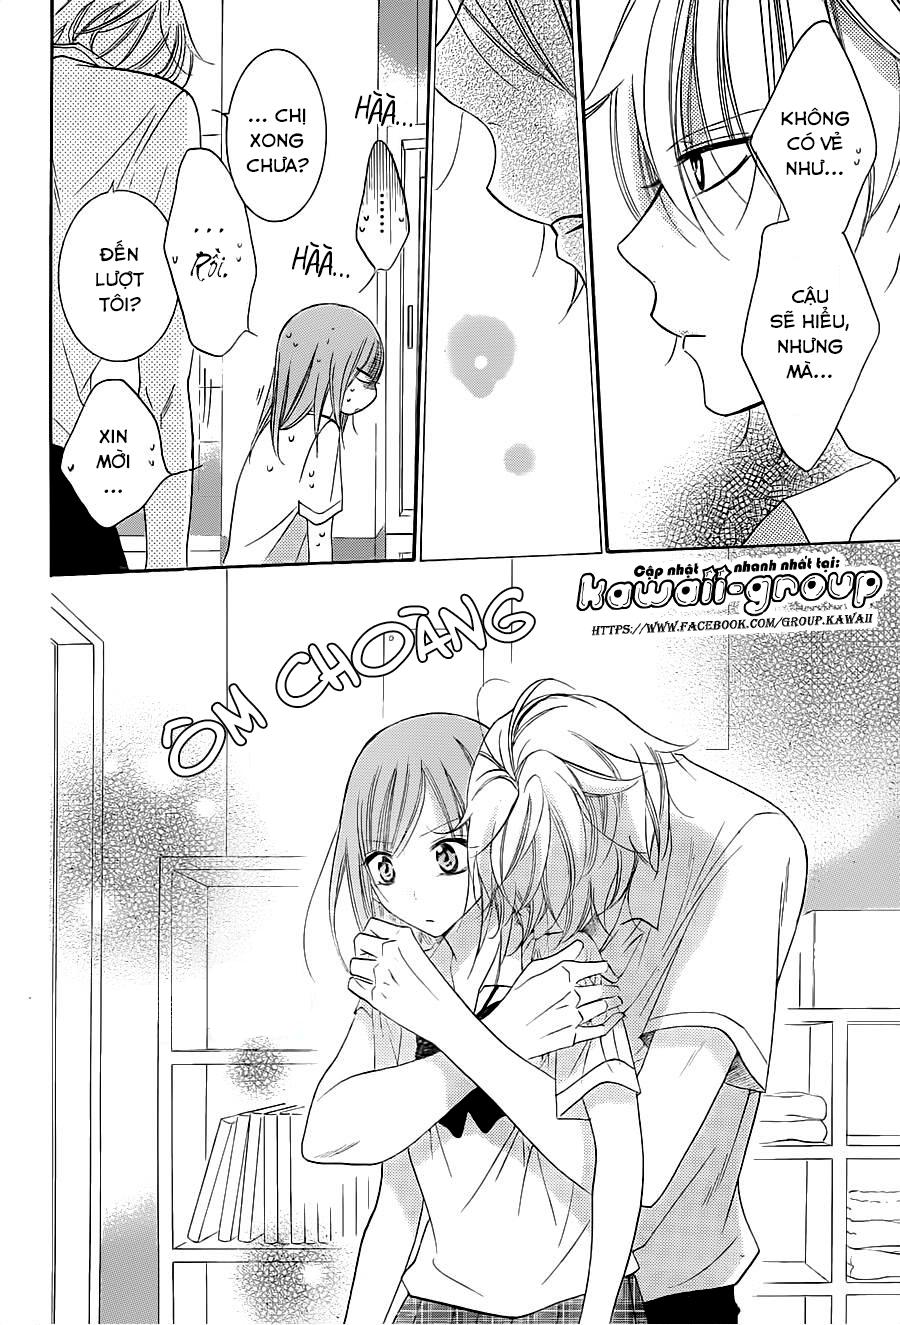 KHÔNG
CÓ VẺ
NHƯ...
CẬU
SẼ HIỂU,
NHƯNG
MÀ...
HÀÀ...
... CHỊ
XONG
CHƯA?
.......
...
RỒI.
HÀÀ...
ĐẾN
LƯỢT
TÔI?
XIN
MỜI
...
Cập nhật nhanh nhất tại:
kawaii-group
HTTPS://WWW.FACEBOOK.COM/GROUP.KAWAII
ÔM CHOÀNG